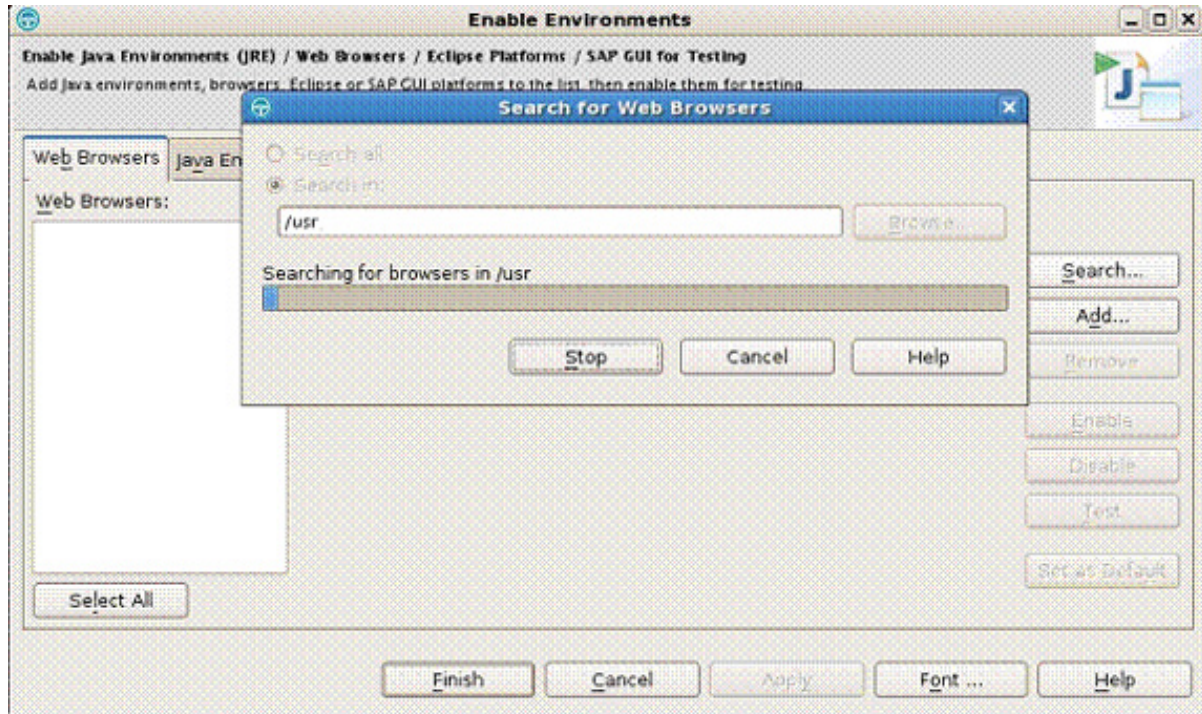 Enable Environments
Enable Java Environments (JRE) / Web Browsers / Eclipse Platforms / SAP GUI for Testing
Add Java environments, browsers, Eclipse or SAP GUI platforms to the list, then enable them for testing.
Search for Web Browsers
Web Browsers
Java En
Search all
Search in:
Web Browsers:
/usr
Browse...
Searching for browsers in /usr
Search...
Add...
Stop
Cancel
Help
Remove
Enable
Disable
Test
Set as Default
Select All
Finish
Cancel
Apply
Font ...
Help